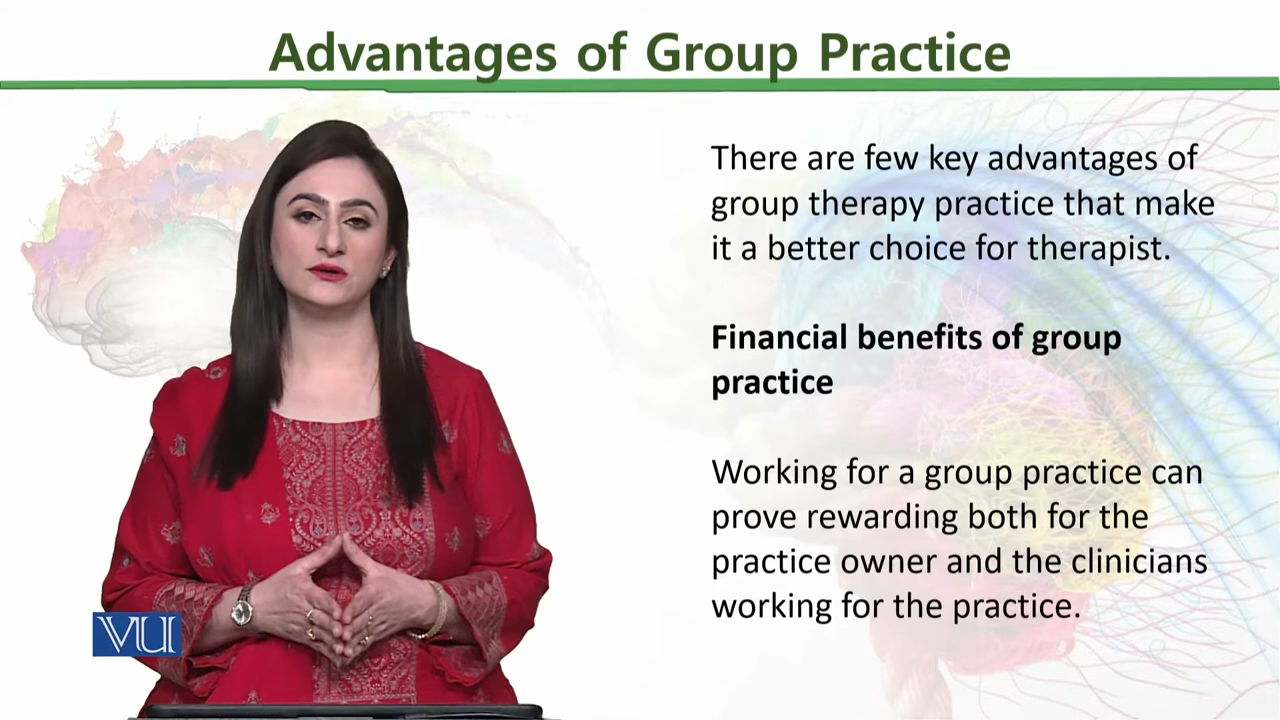 Advantages of Group Practice
There are few key advantages of
group therapy practice that make
it a better choice for therapist.
Financial benefits of group
practice
Working for a group practice can
prove rewarding both for the
practice owner and the clinicians
working for the practice.
VU